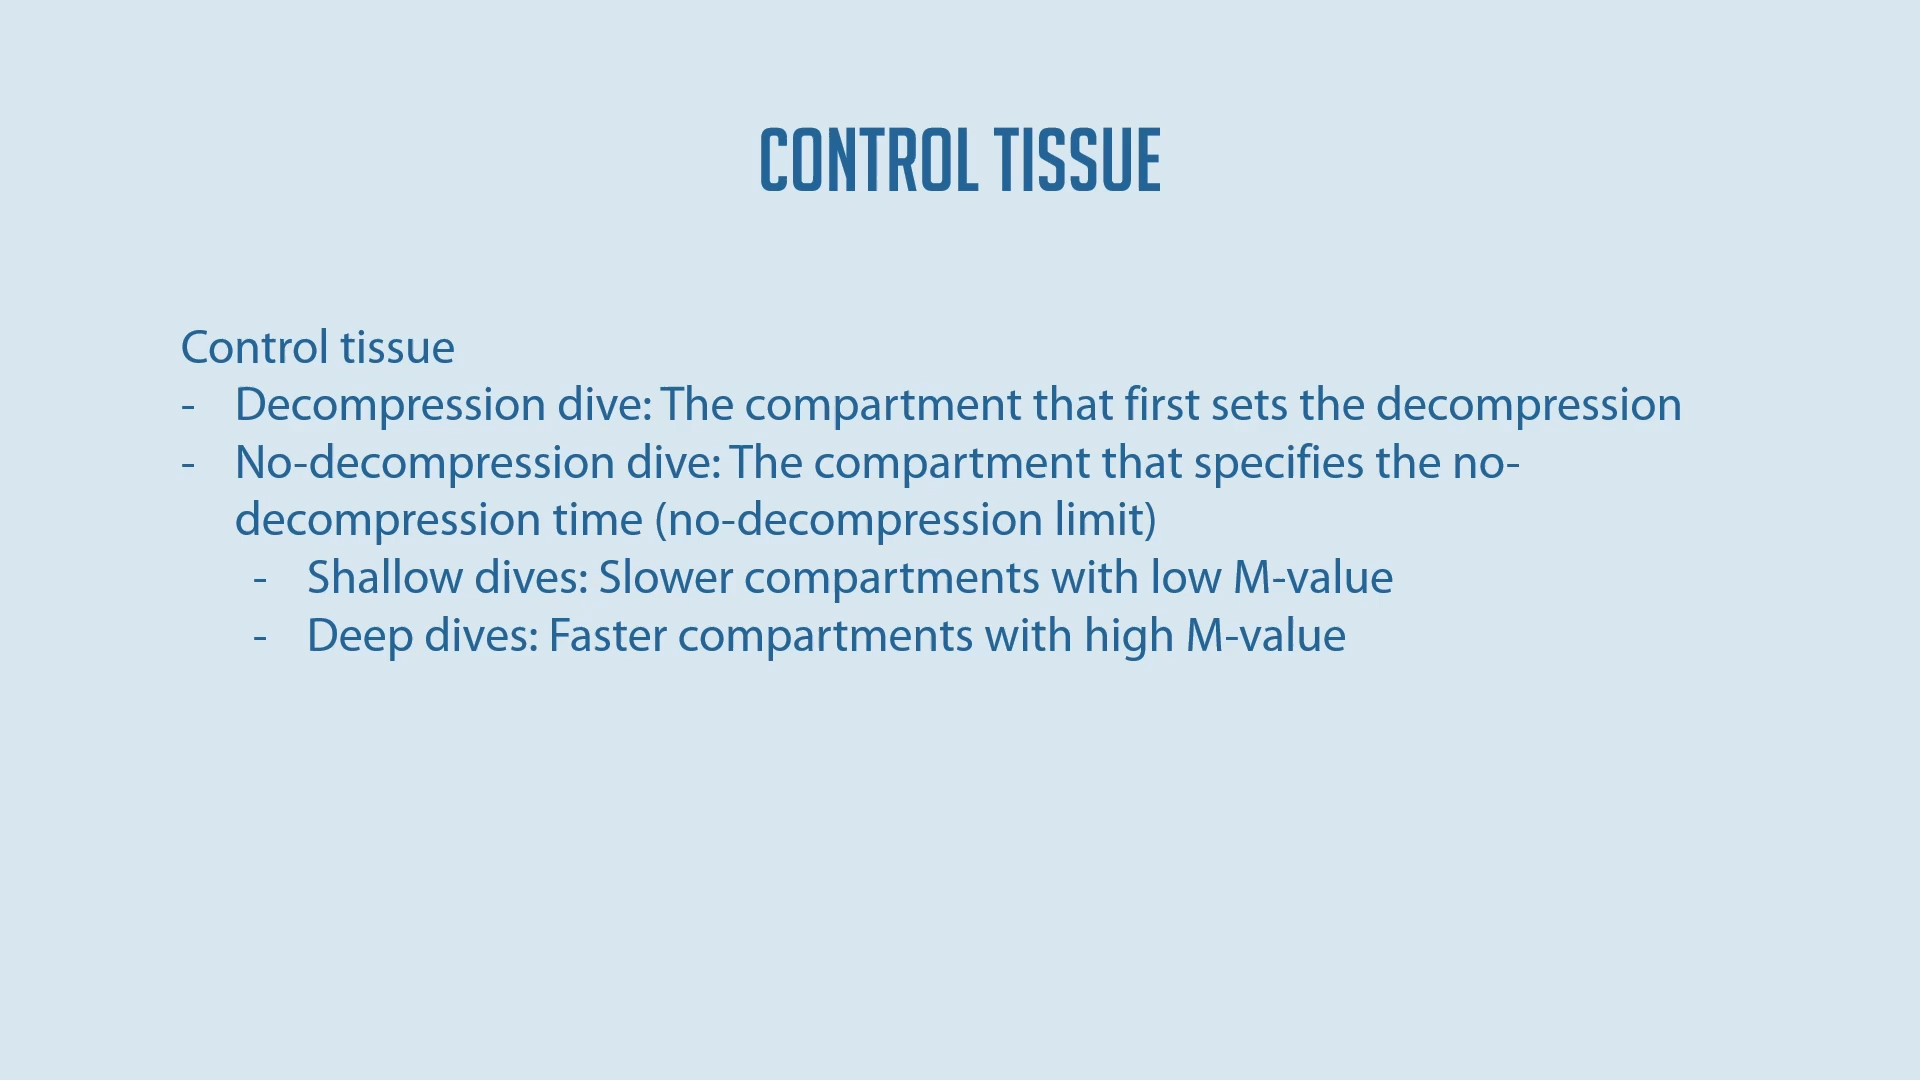 CONTROL TISSUE
Control tissue
- Decompression dive: The compartment that first sets the decompression
- No-decompression dive: The compartment that specifies the no-
decompression time (no-decompression limit)
- Shallow dives: Slower compartments with low M-value
- Deep dives: Faster compartments with high M-value